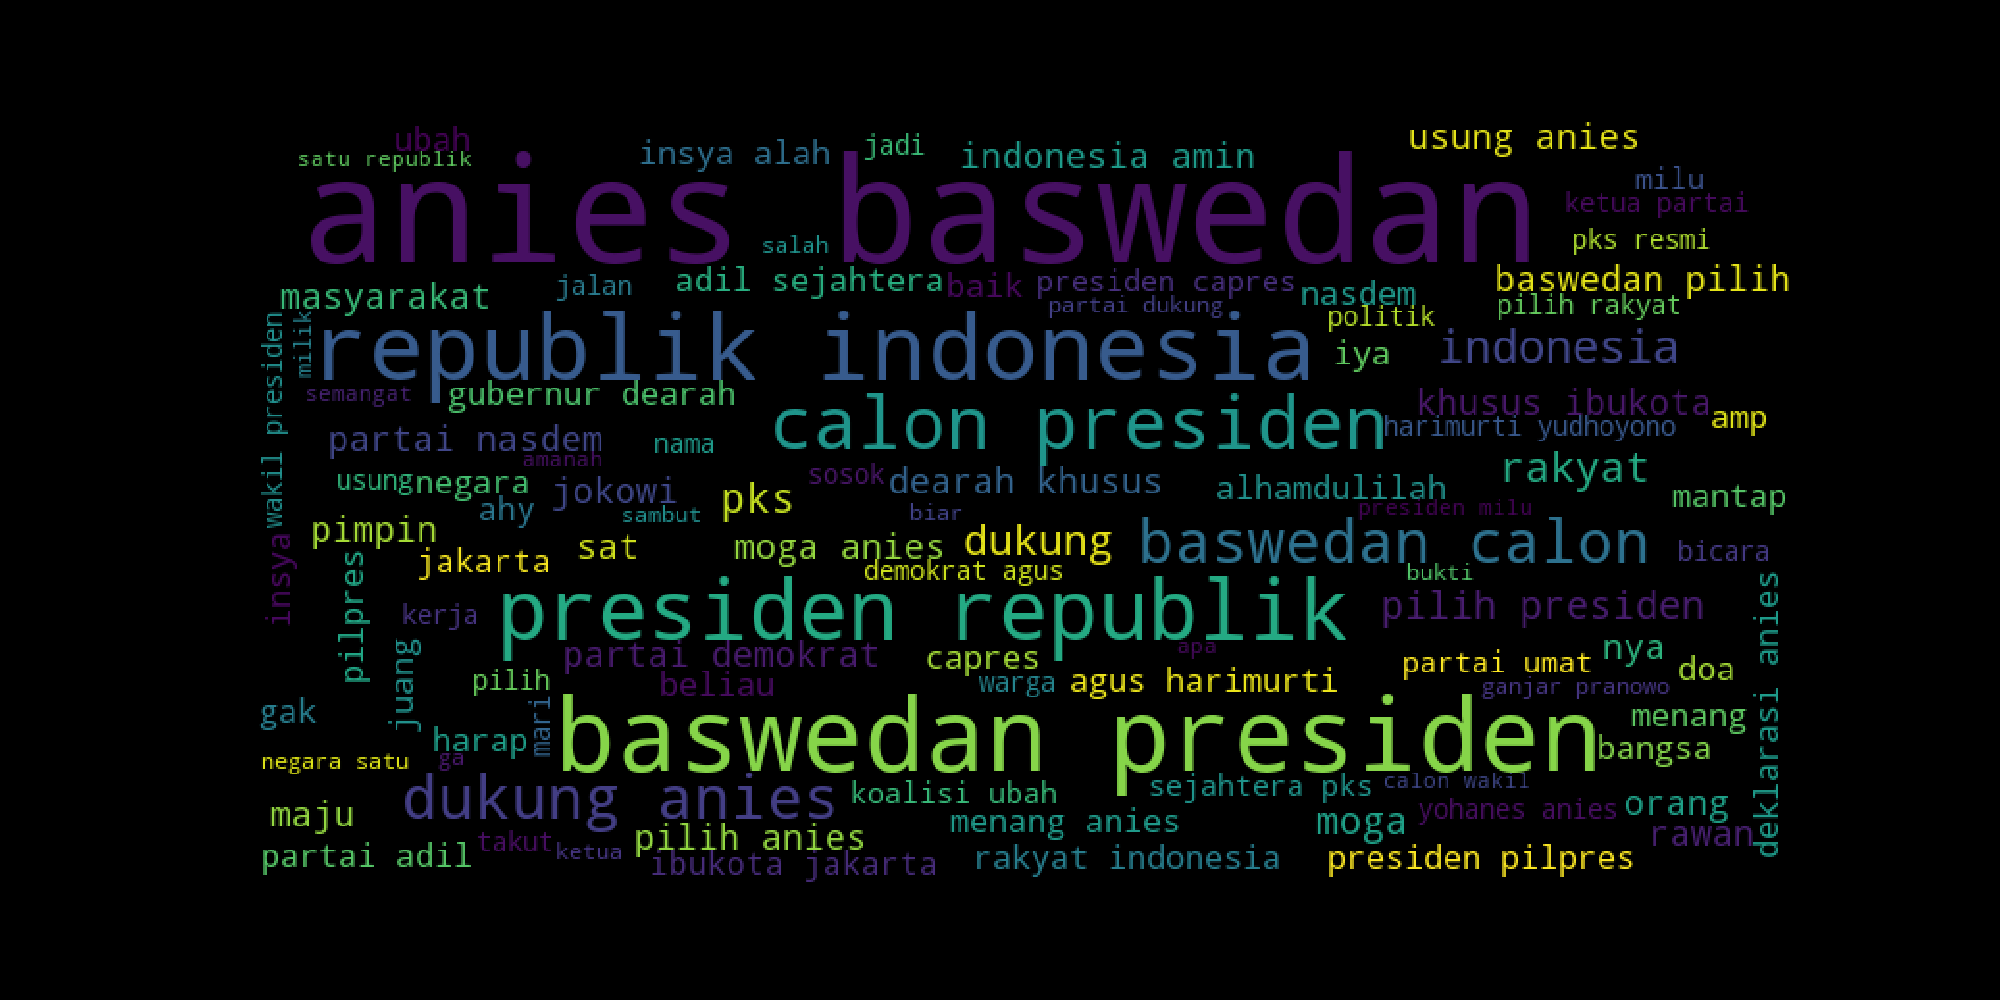 ubah
satu republik
insya alah
jadi
indonesia amin
usung anies
anies baswedan
milu
ketua partai
salah
pks resmi
masyarakat
jalan
adil sejahtera
baik
presiden capres
partai dukung
nasdem
politik
baswedan pilih
pilih rakyat
wakil presiden
milik
republik indonesia
iya
indonesia
semangat
gubernur dearah
calon presiden
khusus ibukota
harimurti yudhoyono
amp
partai nasdem
amanah
nama
usung
negara
jokowi
sosok
dearah khusus
alhamdulilah
rakyat
mantap
ahy
sambut
pks
biar
presiden milu
pimpin
insya
jakarta
sat
moga anies
dukung
demokrat agus
baswedan calon
bicara
bukti
pilpres
kerja
presiden republik
pilih presiden
deklarasi anies
juang
partai demokrat
capres
apa
partai umat
nya
doa
pilih
beliau
warga
agus harimurti
ganjar pranowo
gak
harap
mari
baswedan presiden
menang
bangsa
negara satu
ga
maju
dukung anies
koalisi ubah
sejahtera pks
calon wakil
yohanes anies
orang
partai adil
takut
ketua
pilih anies
menang anies
moga
rawan
ibukota jakarta
rakyat indonesia
presiden pilpres